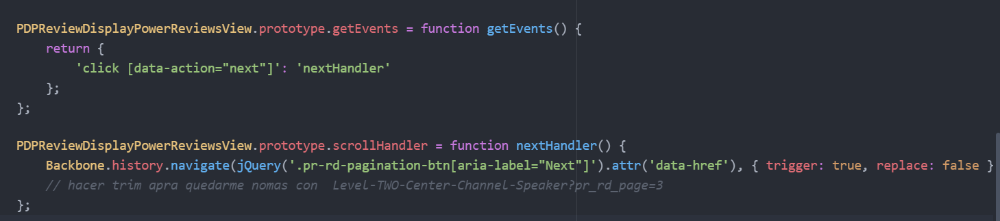 PDPReviewDisplayPowerReviewsView.prototype.getEvents = function getEvents() {
    return {
        'click [data-action="next"]': 'nextHandler'
    };
};
PDPReviewDisplayPowerReviewsView.prototype.scrollHandler = function nextHandler() {
    Backbone.history.navigate(jQuery('.pr-rd-pagination-btn[aria-label="Next"]').attr('data-href'), { trigger: true, replace: false }
    // hacer trim apra quedarme nomas con  Level-TWO-Center-Channel-Speaker?pr_rd_page=3
};